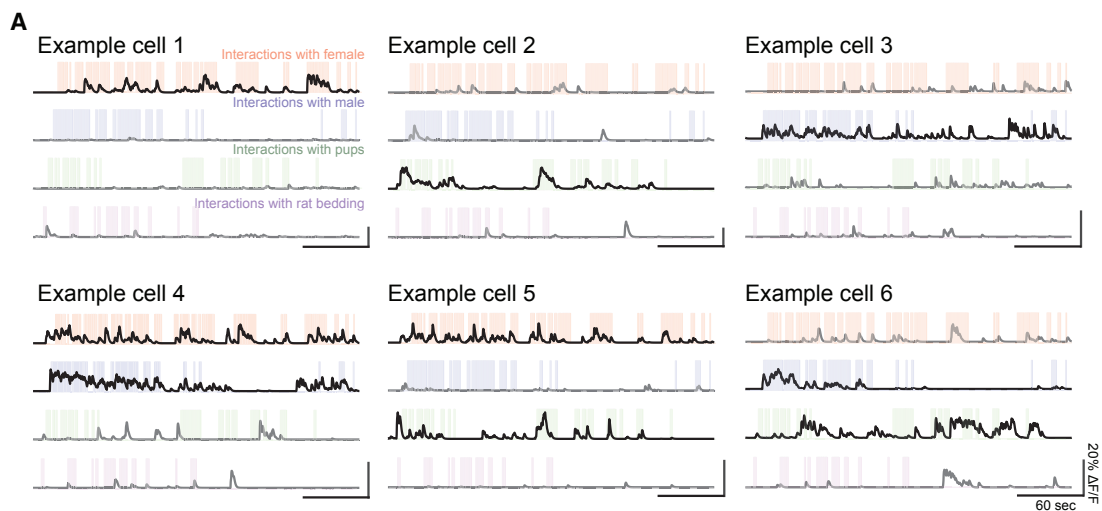 A
Example cell 1
Example cell 2
Example cell 3
Interactions with female
Interactions with male
Interactions with pups
Interactions with rat bedding
Example cell 4
Example cell 5
Example cell 6
20% ΔF/F
60 sec